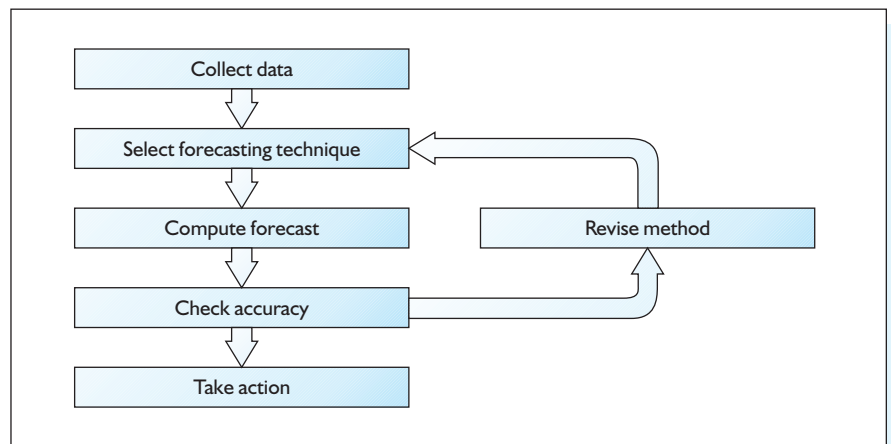 Collect data
Select forecasting technique
Compute forecast
Revise method
Check accuracy
Take action